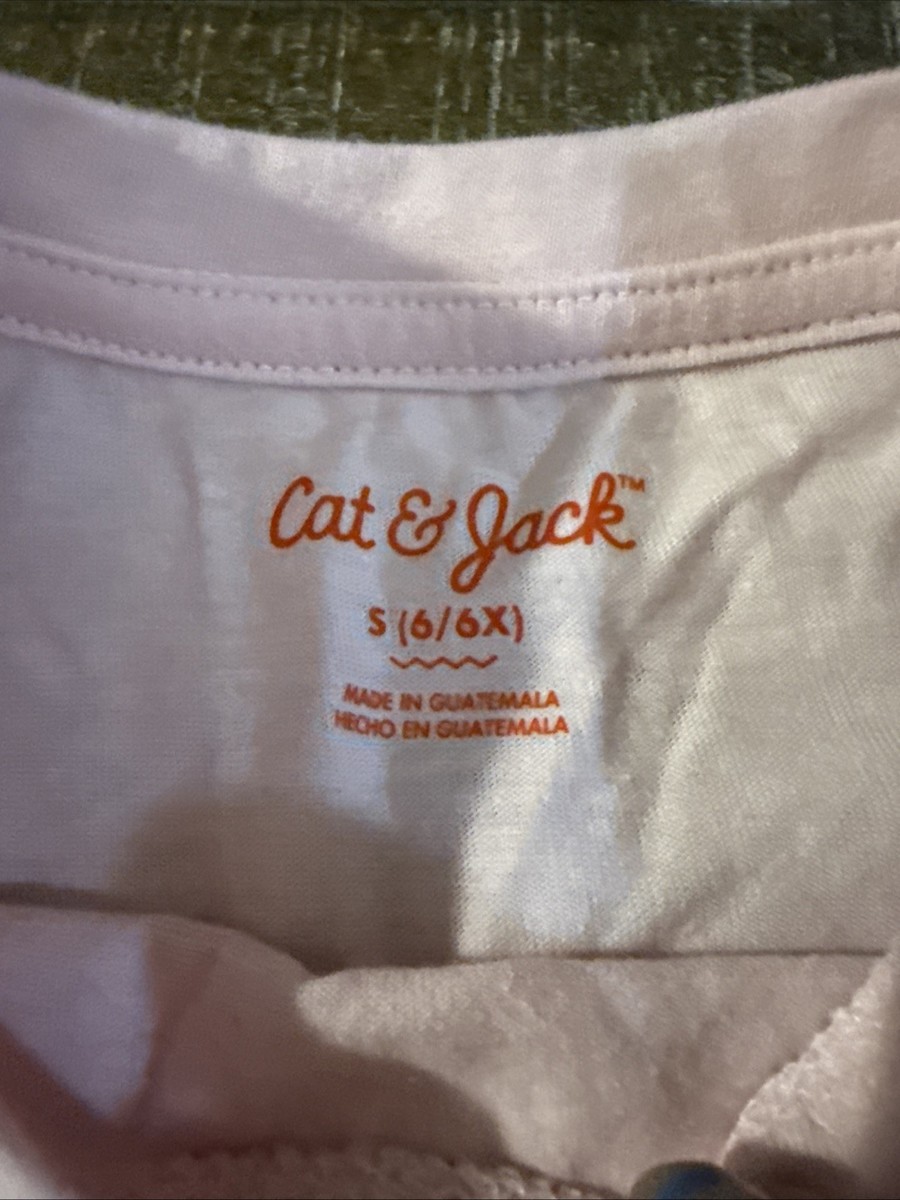 Cat & Jack™
S (6/6X)
MADE IN GUATEMALA
HECHO EN GUATEMALA